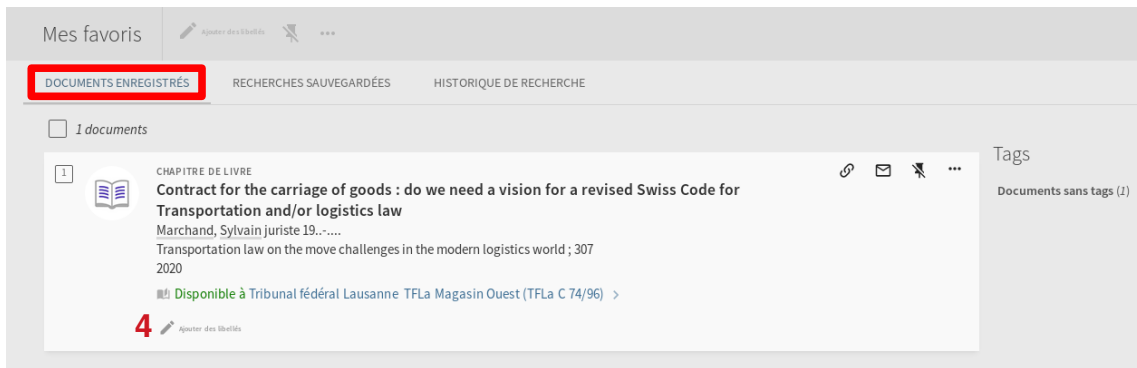 Mes favoris
Ajouter des libellés
DOCUMENTS ENREGISTRÉS RECHERCHES SAUVEGARDÉES HISTORIQUE DE RECHERCHE
1 documents
Tags
Documents sans tags (1)
1
CHAPITRE DE LIVRE
Contract for the carriage of goods : do we need a vision for a revised Swiss Code for
Transportation and/or logistics law
Marchand, Sylvain juriste 19..-....
Transportation law on the move challenges in the modern logistics world ; 307
2020
Disponible à Tribunal fédéral Lausanne TFLa Magasin Ouest (TFLa C 74/96)
4 Ajouter des libellés